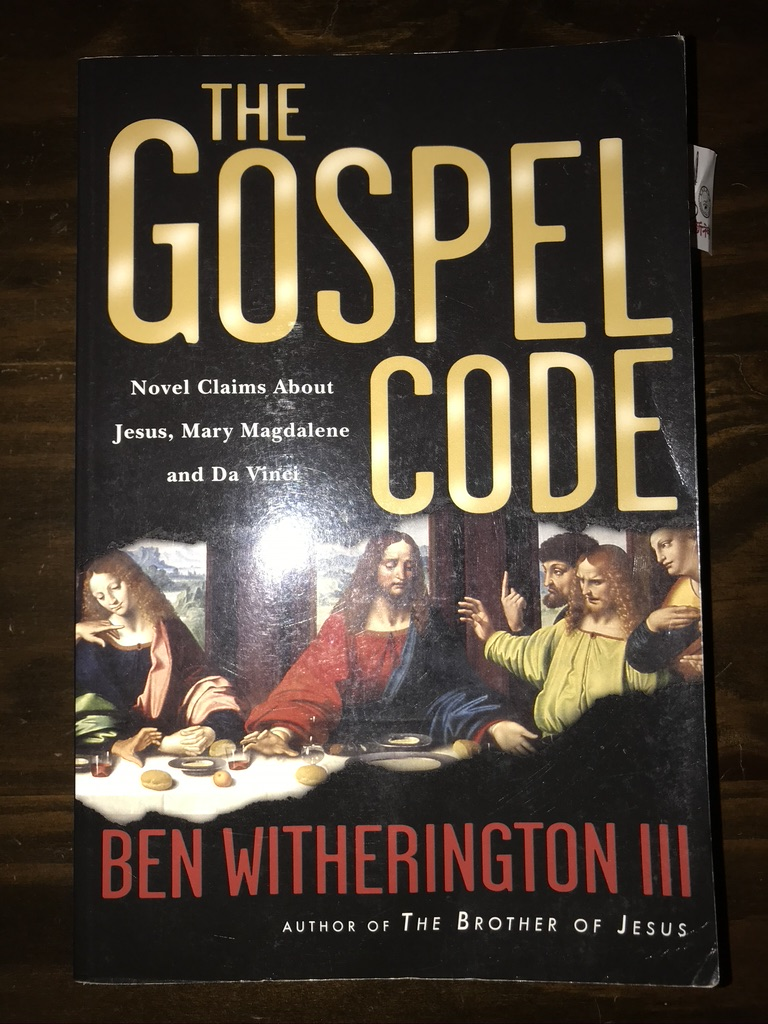 THE
GOSPEL
CODE
Novel Claims About
Jesus, Mary Magdalene
and Da Vinci
BEN WITHERINGTON III
AUTHOR OF THE BROTHER OF JESUS